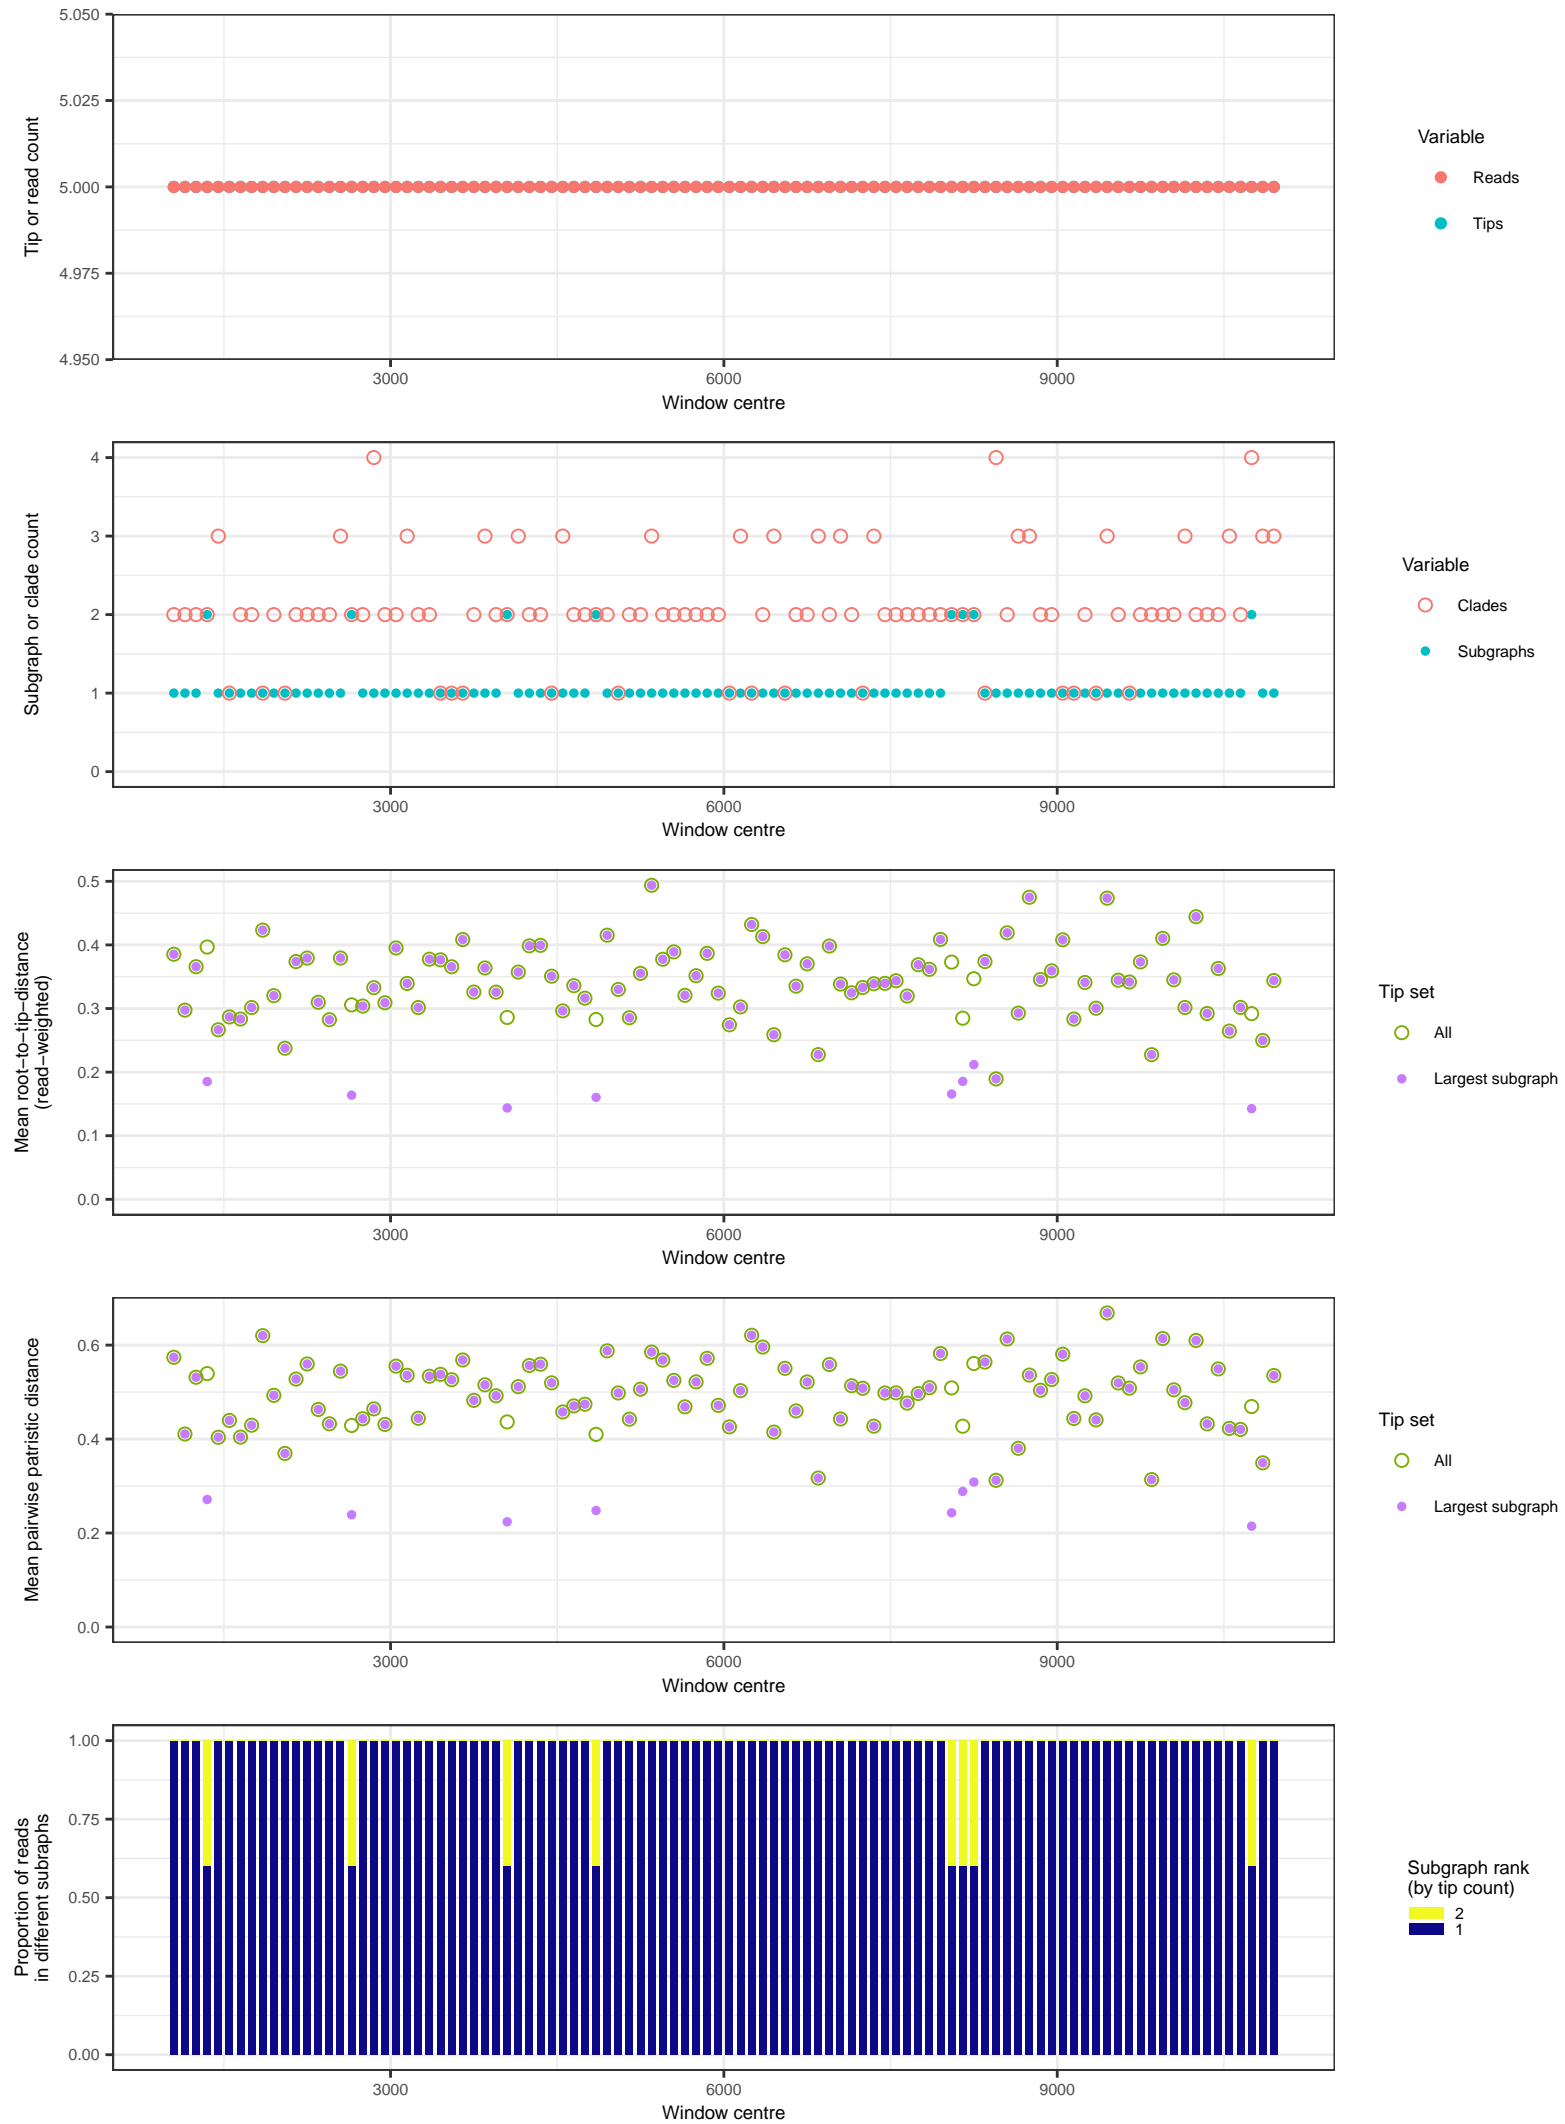 5.050
5.025
5.000
4.975
4.950
Tip or read count
3000 6000 9000
Window centre
Variable
Reads
Tips
4
3
2
1
0
Subgraph or clade count
3000 6000 9000
Window centre
Variable
Clades
Subgraphs
0.5
0.4
0.3
0.2
0.1
0.0
Mean root−to−tip−distance
(read−weighted)
3000 6000 9000
Window centre
Tip set
All
Largest subgraph
0.6
0.4
0.2
0.0
Mean pairwise patristic distance
3000 6000 9000
Window centre
Tip set
All
Largest subgraph
1.00
0.75
0.50
0.25
0.00
Proportion of reads
in different subraphs
3000 6000 9000
Window centre
Subgraph rank
(by tip count)
2
1